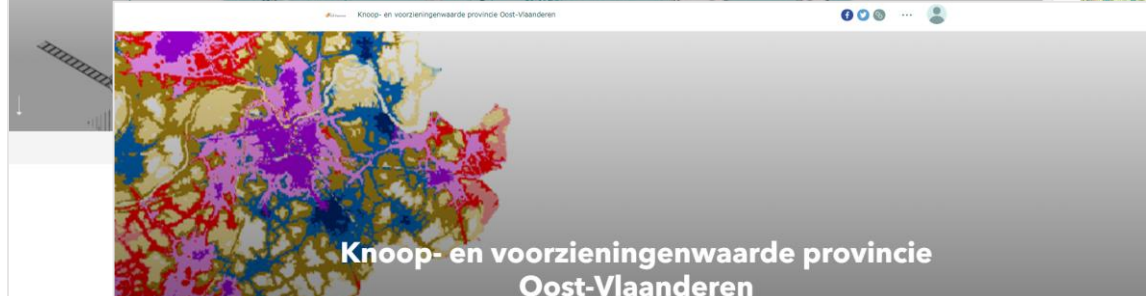 Knoop- en voorzieningenwaarde provincie Oost-Vlaanderen
Knoop- en voorzieningenwaarde provincie
Oost-Vlaanderen